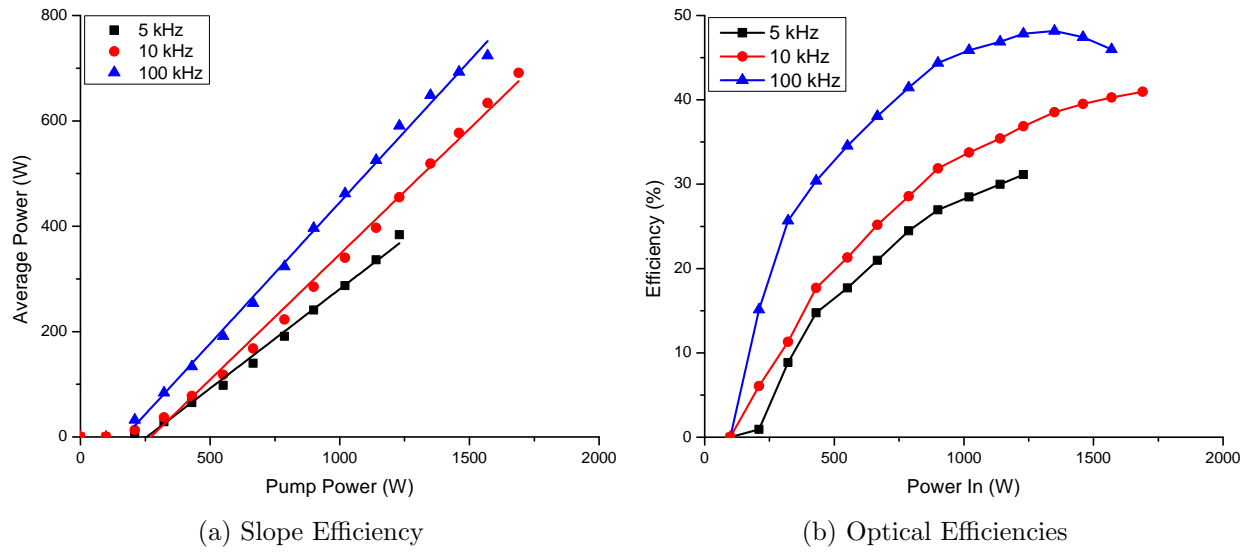 800
600
400
200
0
0
500
1000
1500
2000
Average Power (W)
Pump Power (W)
5 kHz
10 kHz
100 kHz
(a) Slope Efficiency
50
40
30
20
10
0
0
500
1000
1500
2000
Efficiency (%)
Power In (W)
5 kHz
10 kHz
100 kHz
(b) Optical Efficiencies